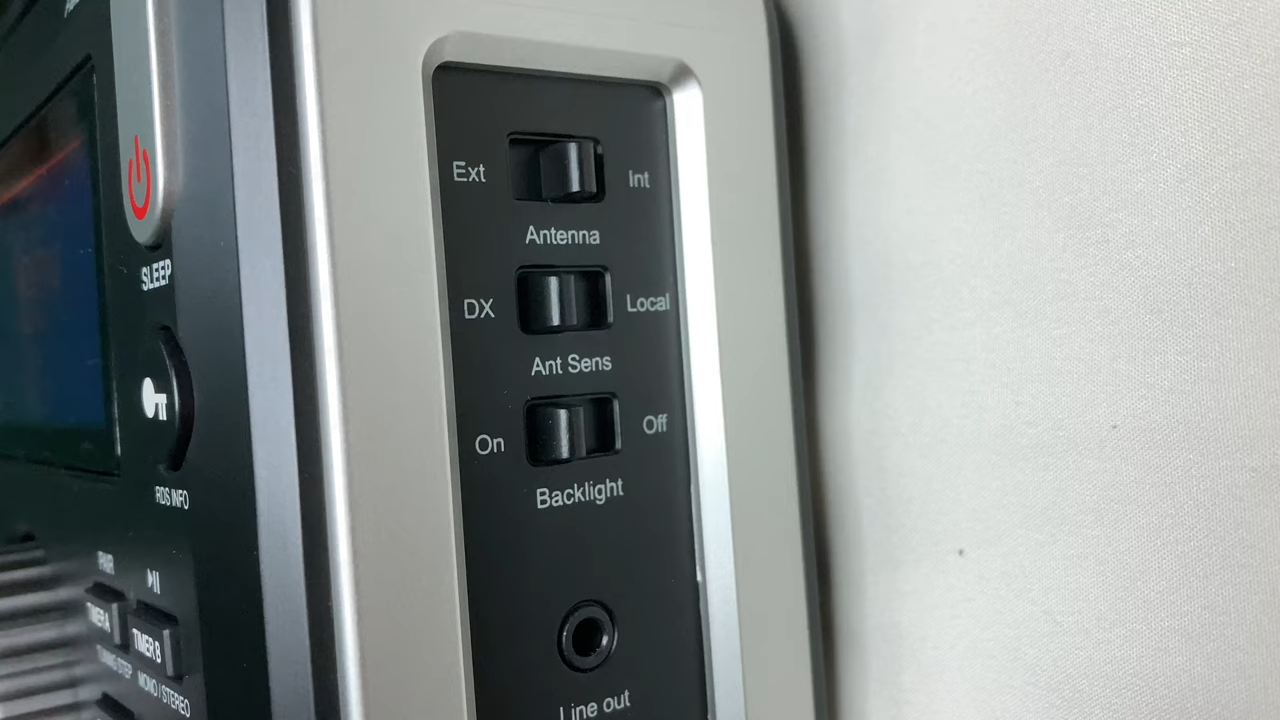 SLEEP
RDS INFO
PAIR
TIMER A
TIMER B
MONO / STEREO
Ext
Int
Antenna
DX
Local
Ant Sens
On
Off
Backlight
Line out